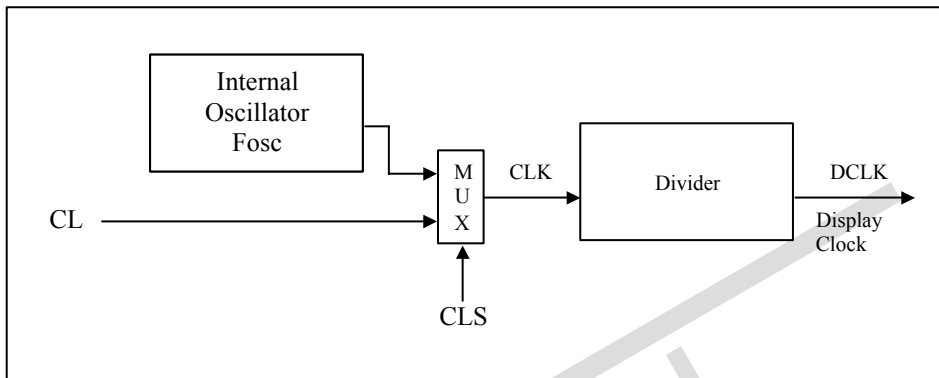 Internal
Oscillator
Fosc
M
U
X
CLK
Divider
DCLK
Display
Clock
CL
CLS